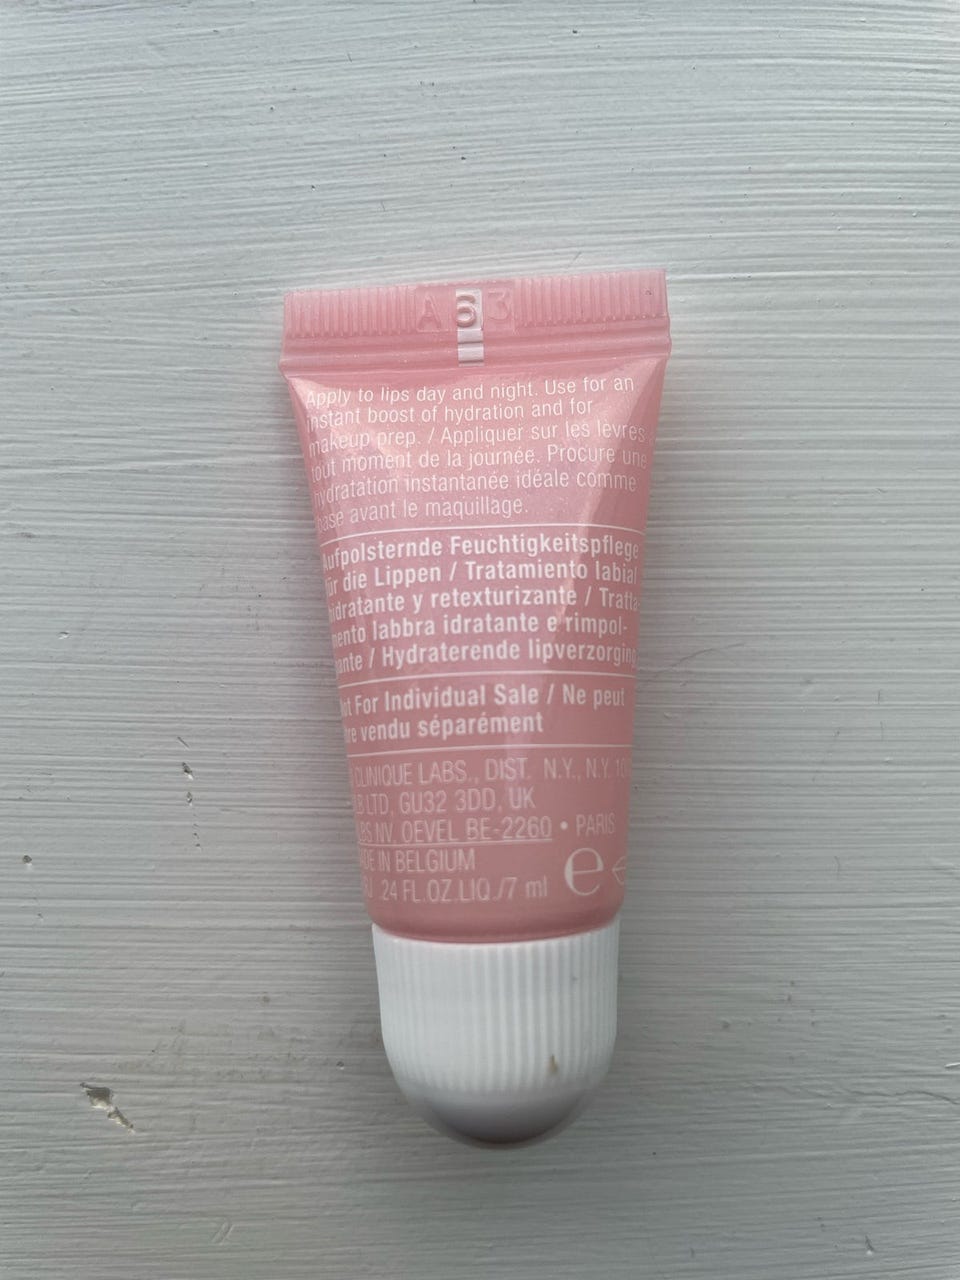 A63
Apply to lips day and night. Use for an
instant boost of hydration and for
makeup prep. / Appliquer sur les lèvres
tout moment de la journée. Procure une
hydratation instantanée idéale comme
base avant le maquillage.
Aufpolsternde Feuchtigkeitspflege
für die Lippen / Tratamiento labial
hidratante y retexturizante / Tratta-
mento labbra idratante e rimpol-
pante / Hydraterende lipverzorging
Not For Individual Sale / Ne peut
être vendu séparément
CLINIQUE LABS., DIST. N.Y., N.Y.
LTD, GU32 3DD, UK
NV, OEVEL BE-2260 • PARIS
MADE IN BELGIUM
.24 FL.OZ.LIQ./7 ml e